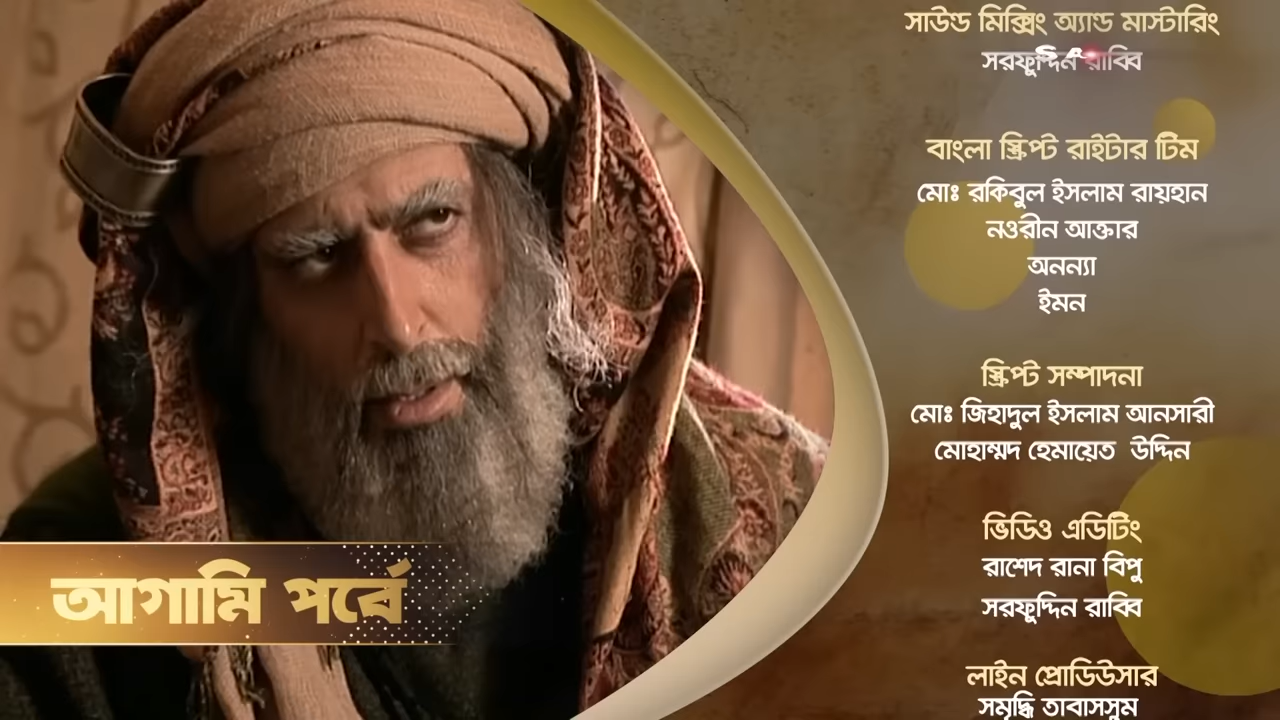 সাউন্ড মিক্সিং অ্যান্ড মাস্টারিং
সরফুদ্দিন রাব্বি
বাংলা স্ক্রিপ্ট রাইটার টিম
মোঃ রকিবুল ইসলাম রায়হান
নওরীন আক্তার
অনন্যা
ইমন
স্ক্রিপ্ট সম্পাদনা
মোঃ জিহাদুল ইসলাম আনসারী
মোহাম্মদ হেমায়েত উদ্দিন
ভিডিও এডিটিং
রাশেদ রানা বিপু
সরফুদ্দিন রাব্বি
লাইন প্রোডিউসার
সমৃদ্ধি তাবাসসুম
আগামি পর্বে